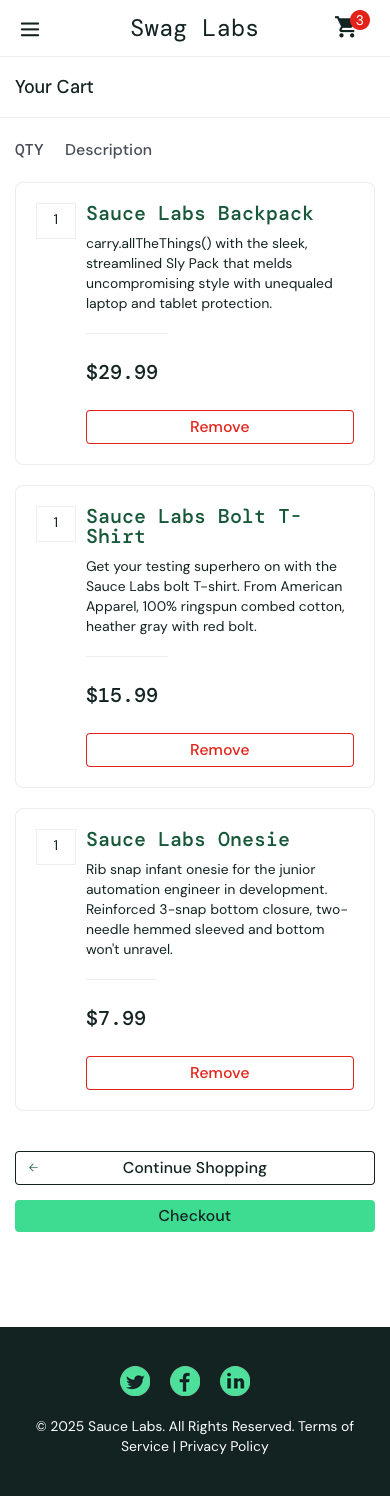 Swag Labs
3
Your Cart
QTY Description
1
Sauce Labs Backpack
carry.allTheThings() with the sleek,
streamlined Sly Pack that melds
uncompromising style with unequaled
laptop and tablet protection.
$29.99
Remove
1
Sauce Labs Bolt T-
Shirt
Get your testing superhero on with the
Sauce Labs bolt T-shirt. From American
Apparel, 100% ringspun combed cotton,
heather gray with red bolt.
$15.99
Remove
1
Sauce Labs Onesie
Rib snap infant onesie for the junior
automation engineer in development.
Reinforced 3-snap bottom closure, two-
needle hemmed sleeved and bottom
won't unravel.
$7.99
Remove
Continue Shopping
Checkout
© 2025 Sauce Labs. All Rights Reserved. Terms of
Service | Privacy Policy